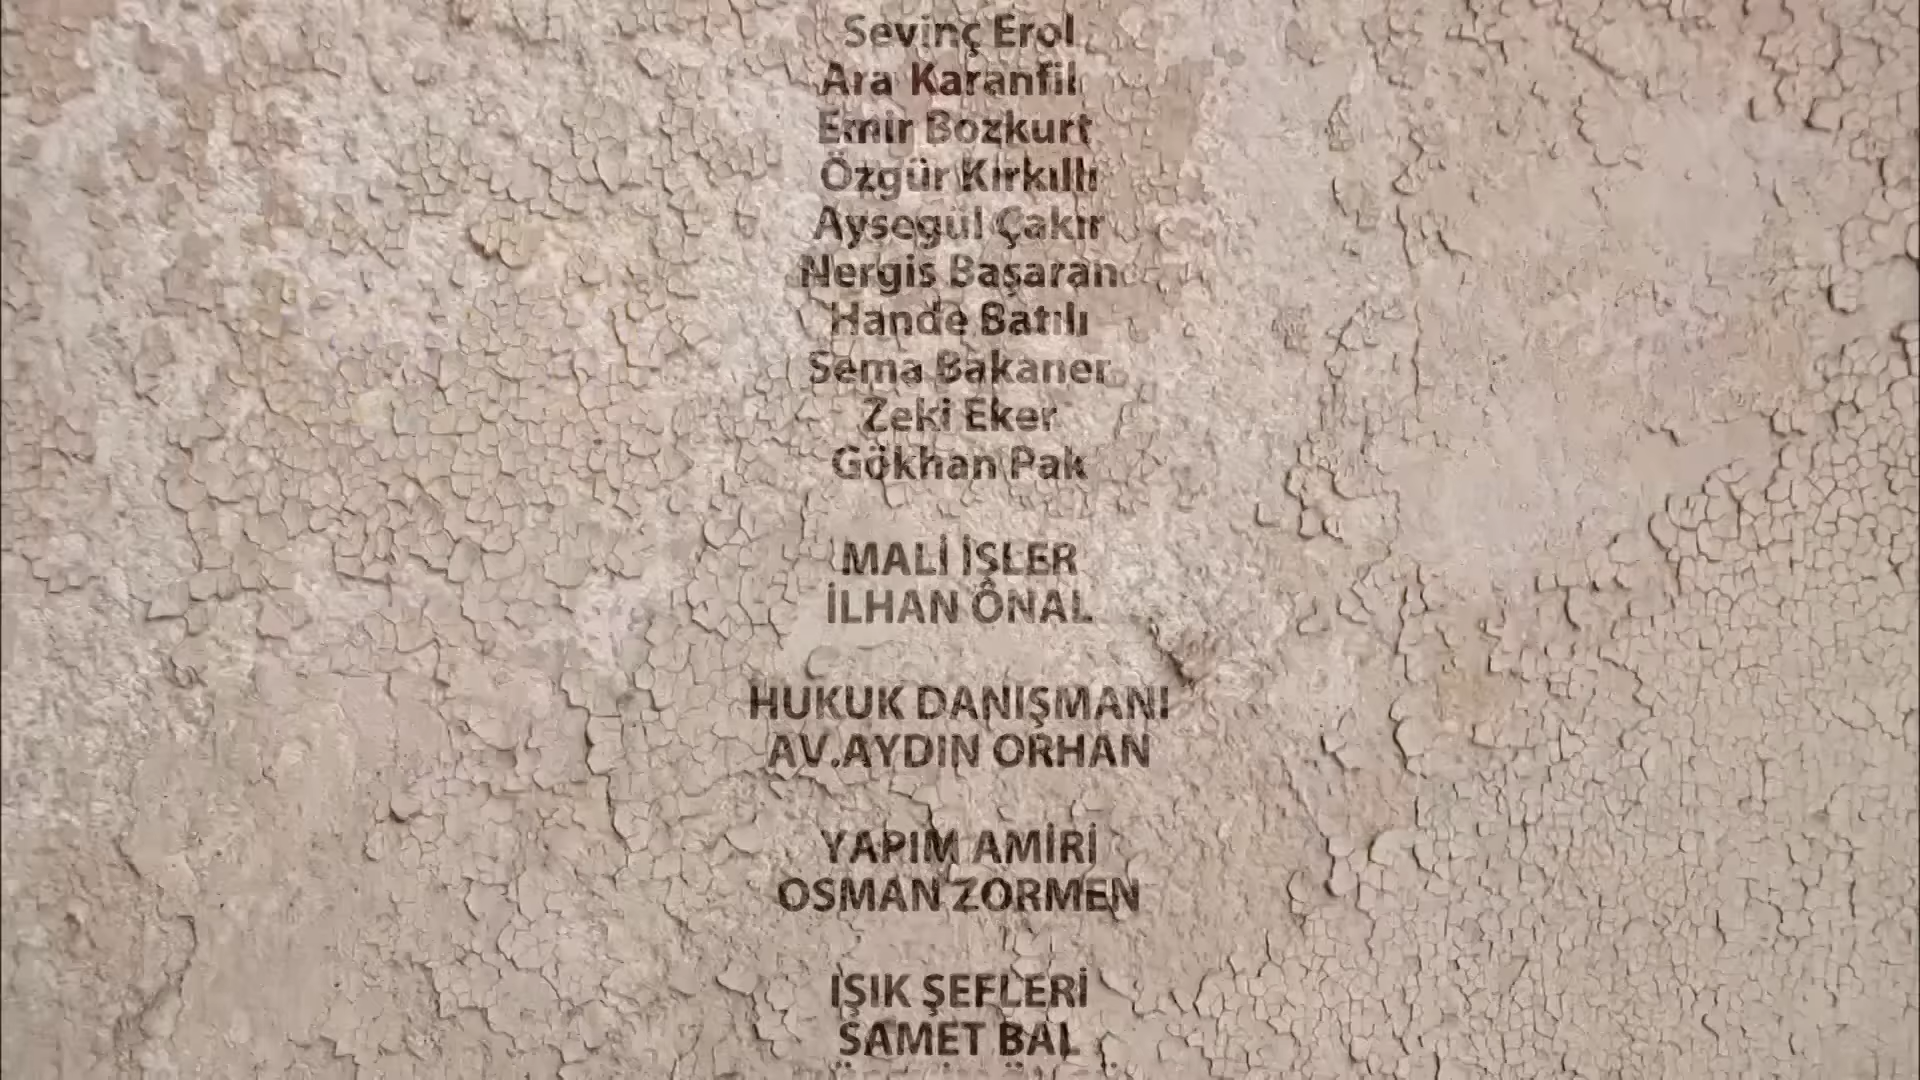 Sevinç Erol
Ara Karanfil
Emir Bozkurt
Özgür Kırkıllı
Ayşegül Çakır
Nergis Başaran
Hande Batılı
Sema Bakaner
Zeki Eker
Gökhan Pak
MALİ İŞLER
İLHAN ÖNAL
HUKUK DANIŞMANI
AV.AYDIN ORHAN
YAPIM AMİRİ
OSMAN ZORMEN
IŞIK ŞEFLERİ
SAMET BAL